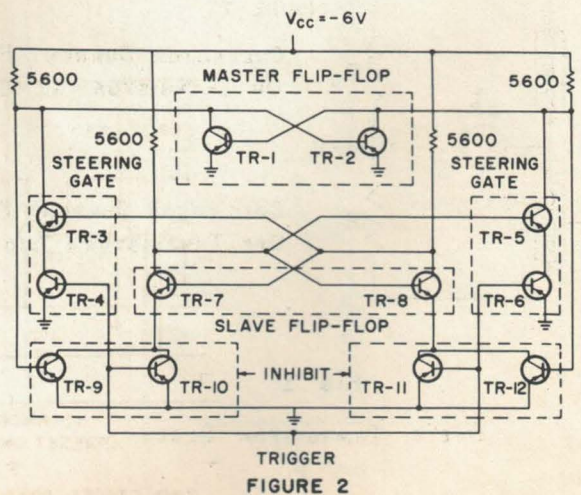 Vcc = -6V
5600
5600
MASTER FLIP-FLOP
5600
5600
TR-1
TR-2
STEERING
GATE
STEERING
GATE
TR-3
TR-5
TR-4
TR-7
TR-8
TR-6
SLAVE FLIP-FLOP
TR-9
TR-10
INHIBIT
TR-11
TR-12
TRIGGER
FIGURE 2